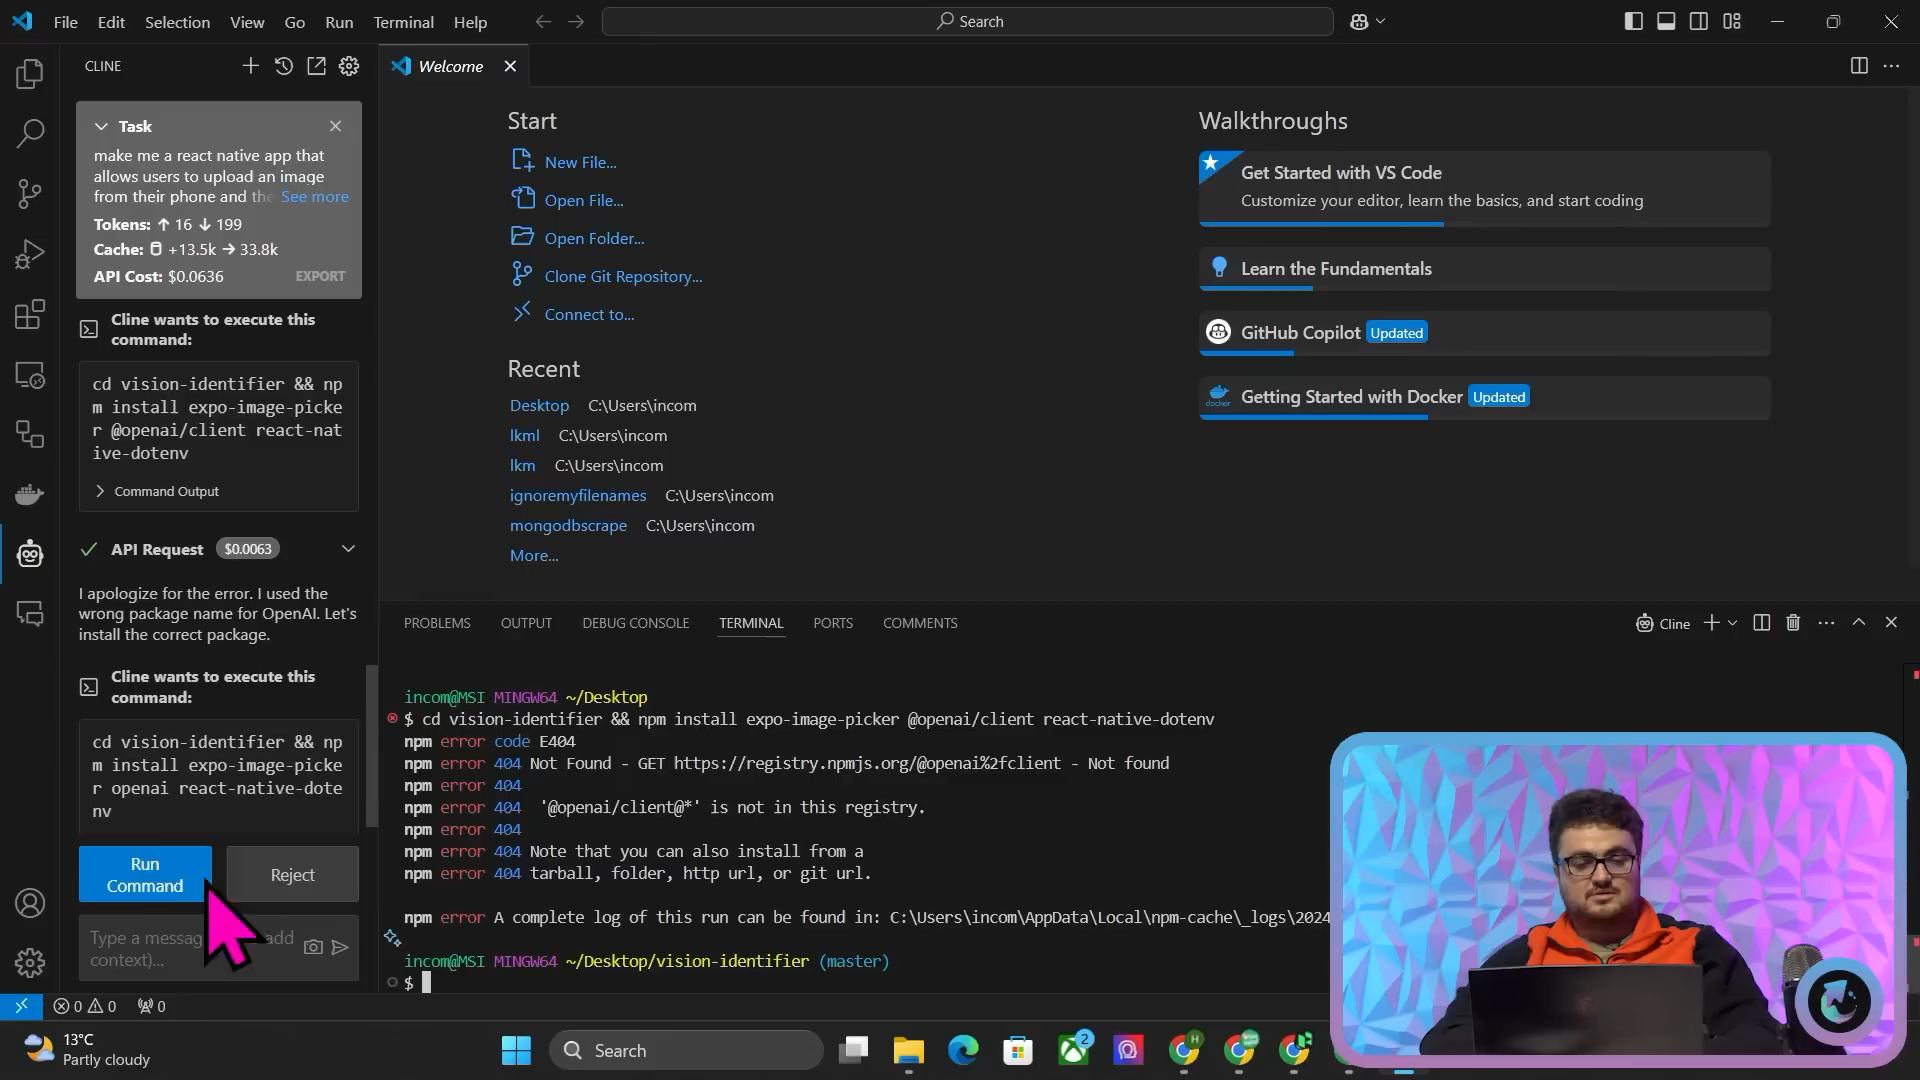 File Edit Selection View Go Run Terminal Help
Search
CLINE
Welcome
Task
make me a react native app that
allows users to upload an image
from their phone and the See more
Tokens: ↑ 16 ↓ 199
Cache: +13.5k → 33.8k
API Cost: $0.0636 EXPORT
Cline wants to execute this
command:
cd vision-identifier && np
m install expo-image-picke
r @openai/client react-nat
ive-dotenv
Command Output
API Request $0.0063
I apologize for the error. I used the
wrong package name for OpenAI. Let's
install the correct package.
Cline wants to execute this
command:
cd vision-identifier && np
m install expo-image-picke
r openai react-native-dote
nv
Run
Command
Reject
Type a messag add
context)...
Start
New File...
Open File...
Open Folder...
Clone Git Repository...
Connect to...
Recent
Desktop C:\Users\incom
lkml C:\Users\incom
lkm C:\Users\incom
ignoremyfilenames C:\Users\incom
mongodbscrape C:\Users\incom
More...
Walkthroughs
Get Started with VS Code
Customize your editor, learn the basics, and start coding
Learn the Fundamentals
GitHub Copilot Updated
Getting Started with Docker Updated
docker
PROBLEMS OUTPUT DEBUG CONSOLE TERMINAL PORTS COMMENTS
Cline
incom@MSI MINGW64 ~/Desktop
$ cd vision-identifier && npm install expo-image-picker @openai/client react-native-dotenv
npm error code E404
npm error 404 Not Found - GET https://registry.npmjs.org/@openai%2fclient - Not found
npm error 404
npm error 404 '@openai/client@*' is not in this registry.
npm error 404
npm error 404 Note that you can also install from a
npm error 404 tarball, folder, http url, or git url.
npm error A complete log of this run can be found in: C:\Users\incom\AppData\Local\npm-cache\_logs\2024
incom@MSI MINGW64 ~/Desktop/vision-identifier (master)
$
0 0 0
13°C
Partly cloudy
Search
2
H